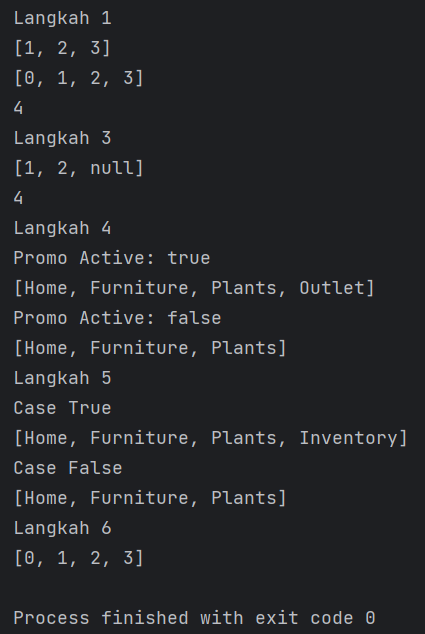 Langkah 1
[1, 2, 3]
[0, 1, 2, 3]
4
Langkah 3
[1, 2, null]
4
Langkah 4
Promo Active: true
[Home, Furniture, Plants, Outlet]
Promo Active: false
[Home, Furniture, Plants]
Langkah 5
Case True
[Home, Furniture, Plants, Inventory]
Case False
[Home, Furniture, Plants]
Langkah 6
[0, 1, 2, 3]
Process finished with exit code 0